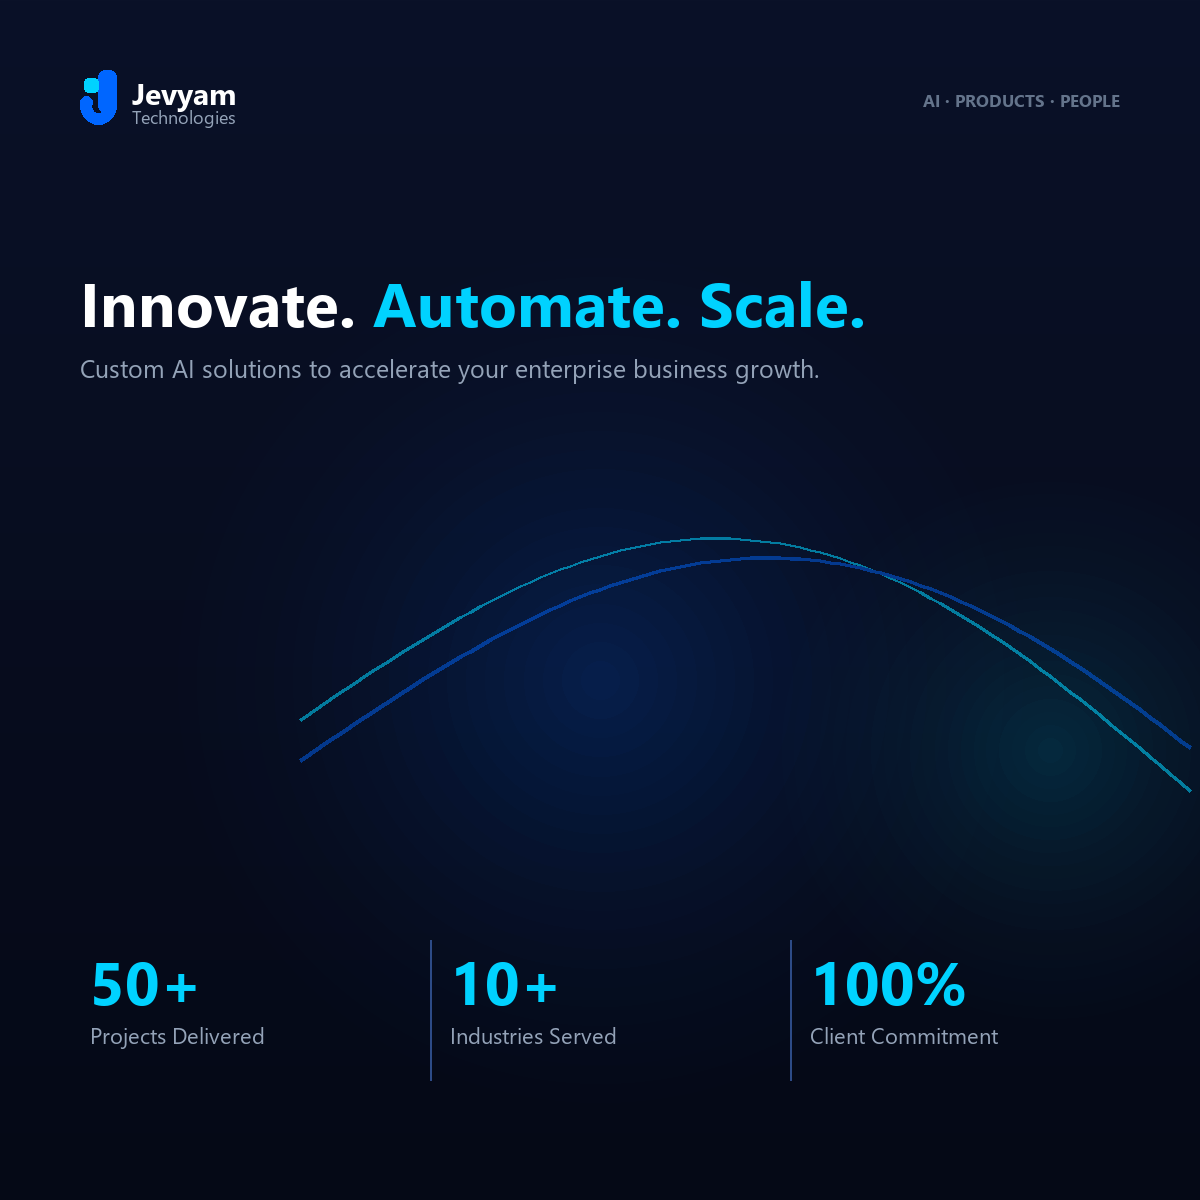 Jevyam
Technologies
AI · PRODUCTS · PEOPLE
Innovate. Automate. Scale.
Custom AI solutions to accelerate your enterprise business growth.
50+
Projects Delivered
10+
Industries Served
100%
Client Commitment